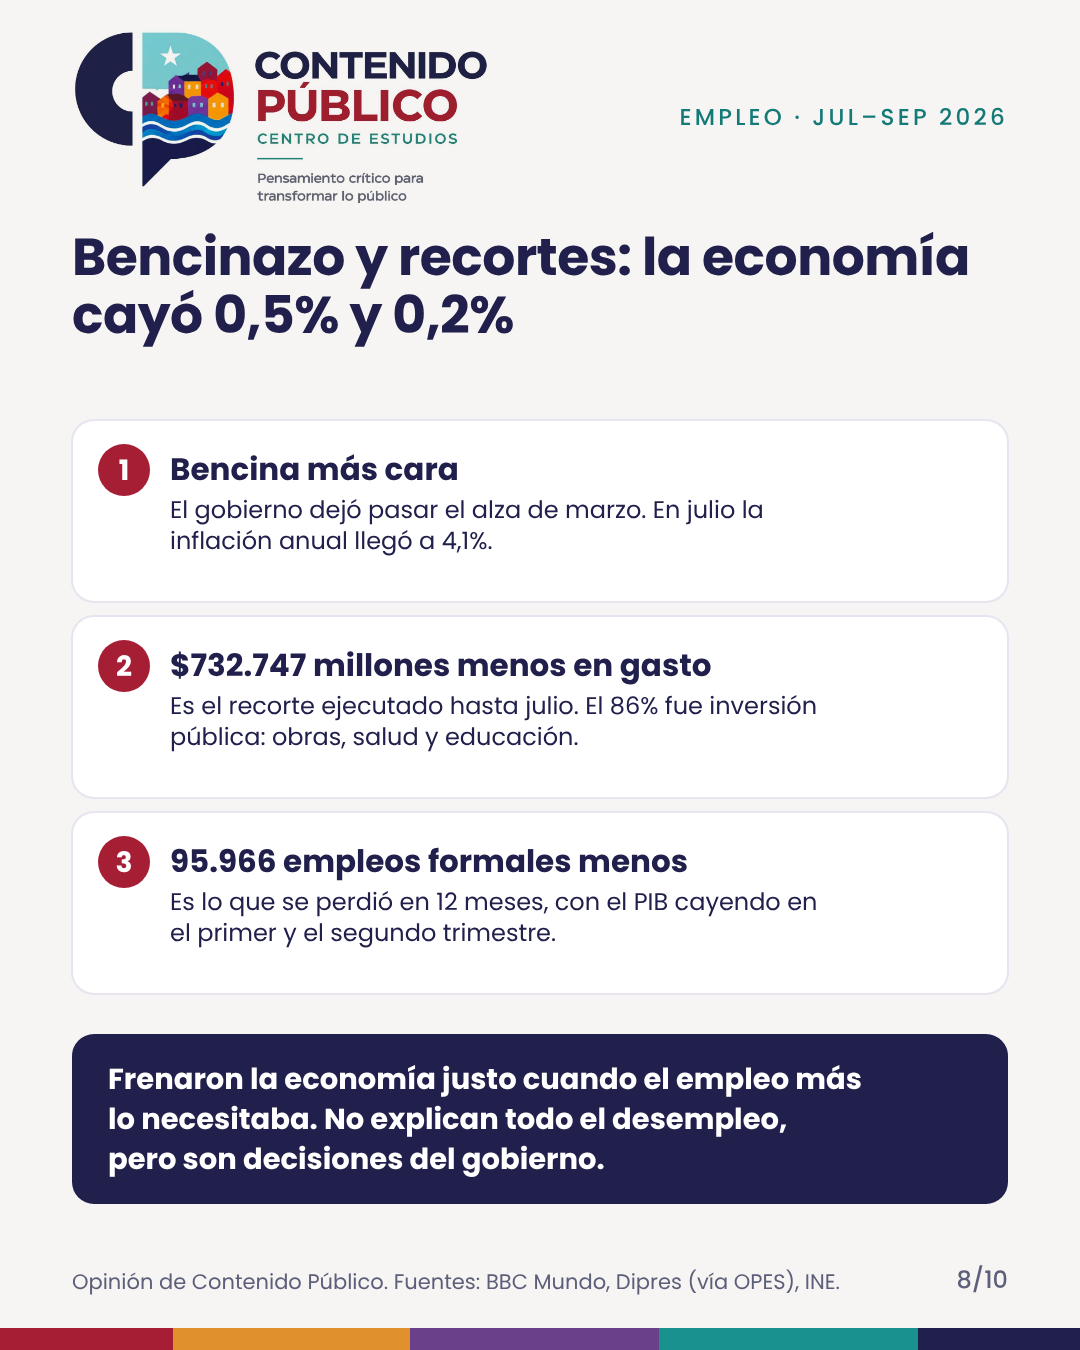 CONTENIDO
PÚBLICO
CENTRO DE ESTUDIOS
Pensamiento crítico para
transformar lo público
EMPLEO · JUL–SEP 2026
Bencinazo y recortes: la economía
cayó 0,5% y 0,2%
1
Bencina más cara
El gobierno dejó pasar el alza de marzo. En julio la
inflación anual llegó a 4,1%.
2
$732.747 millones menos en gasto
Es el recorte ejecutado hasta julio. El 86% fue inversión
pública: obras, salud y educación.
3
95.966 empleos formales menos
Es lo que se perdió en 12 meses, con el PIB cayendo en
el primer y el segundo trimestre.
Frenaron la economía justo cuando el empleo más
lo necesitaba. No explican todo el desempleo,
pero son decisiones del gobierno.
Opinión de Contenido Público. Fuentes: BBC Mundo, Dipres (vía OPES), INE.
8/10